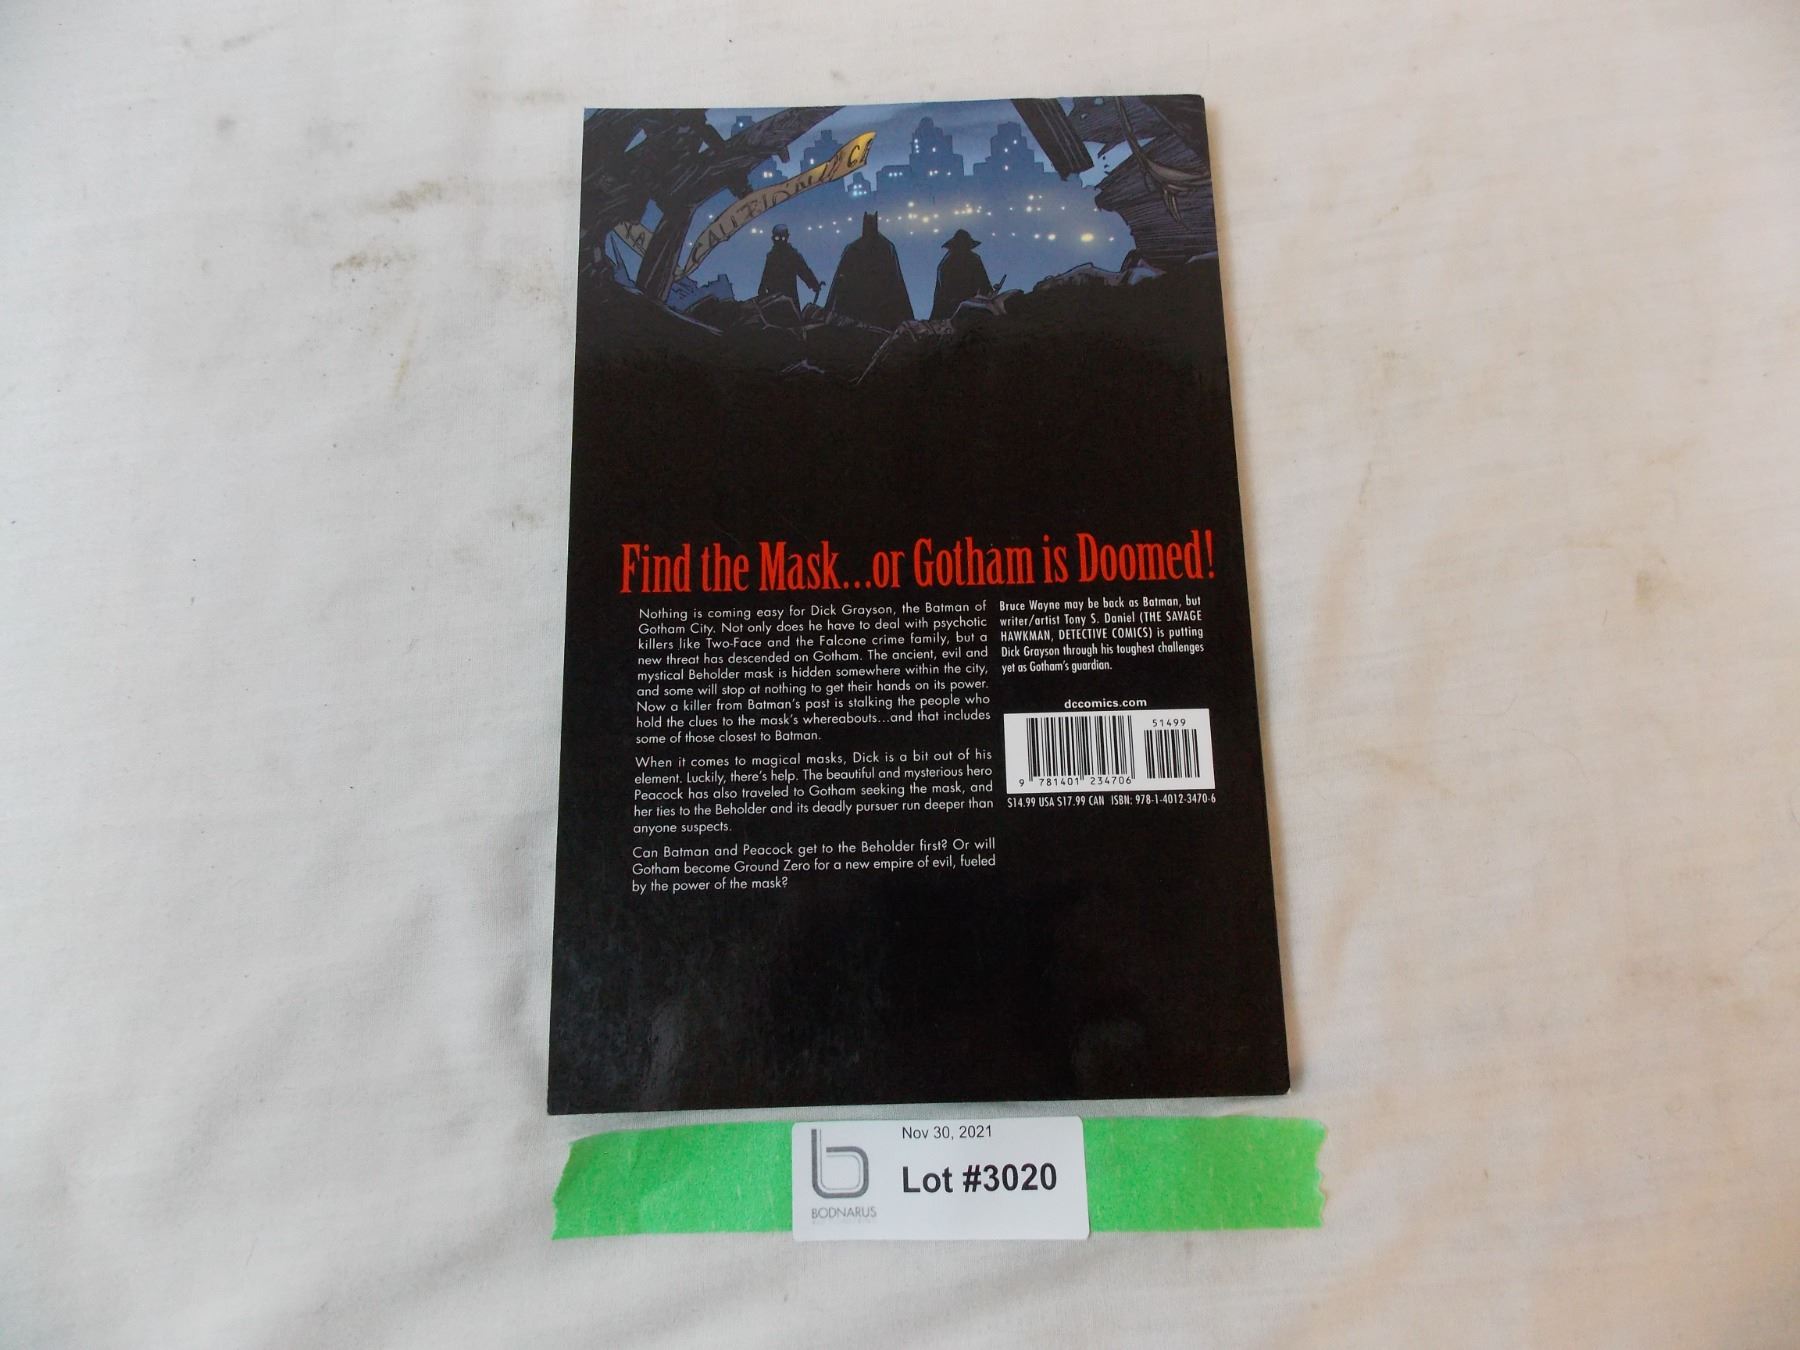 Find the Mask...or Gotham is Doomed!
Nothing is coming easy for Dick Grayson, the Batman of
Gotham City. Not only does he have to deal with psychotic
killers like Two-Face and the Falcone crime family, but a
new threat has descended on Gotham. The ancient, evil and
mystical Beholder mask is hidden somewhere within the city,
and some will stop at nothing to get their hands on its power.
Now a killer from Batman's past is stalking the people who
hold the clues to the mask's whereabouts...and that includes
some of those closest to Batman.
When it comes to magical masks, Dick is a bit out of his
element. Luckily, there's help. The beautiful and mysterious hero
Peacock has also traveled to Gotham seeking the mask, and
her ties to the Beholder and its deadly pursuer run deeper than
anyone suspects.
Can Batman and Peacock get to the Beholder first? Or will
Gotham become Ground Zero for a new empire of evil, fueled
by the power of the mask?
Bruce Wayne may be back as Batman, but
writer/artist Tony S. Daniel (THE SAVAGE
HAWKMAN, DETECTIVE COMICS) is putting
Dick Grayson through his toughest challenges
yet as Gotham's guardian.
dccomics.com
51499
9 781401 234706
$14.99 USA $17.99 CAN ISBN: 978-1-4012-3470-6
Nov 30, 2021
Lot #3020
BODNARUS